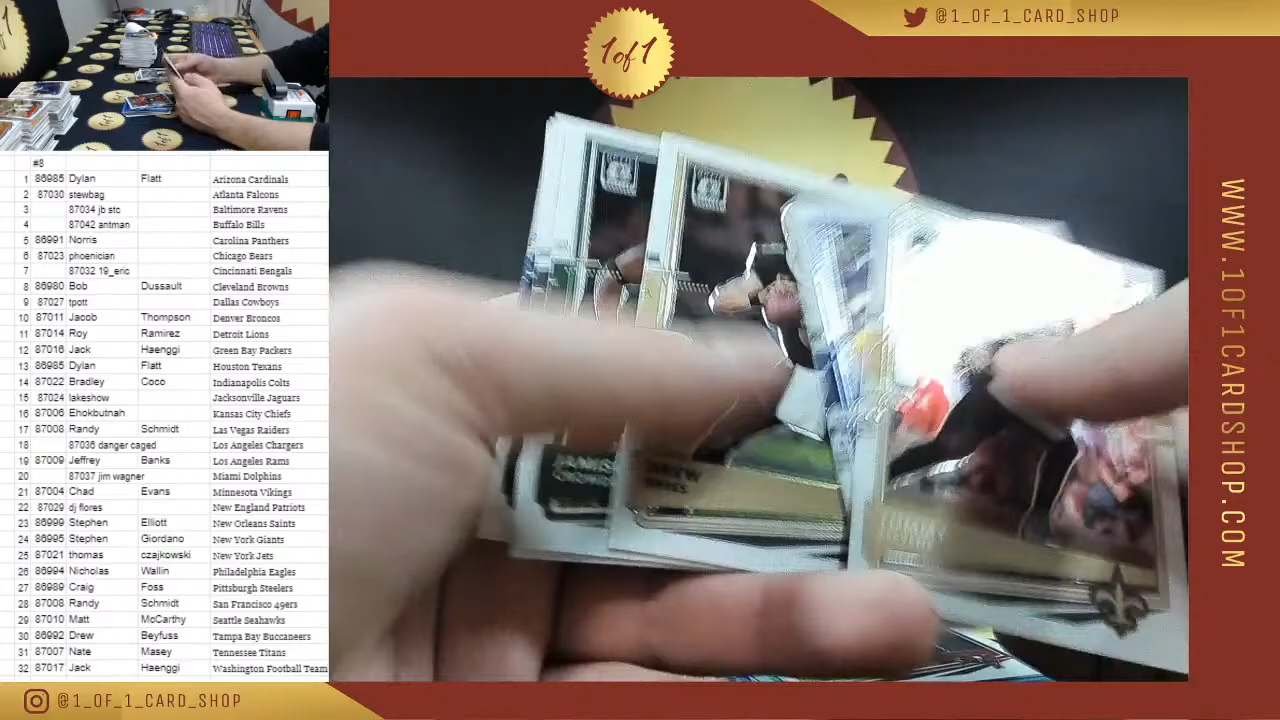 1of1
@1_OF_1_CARD_SHOP
#8
1 86985 Dylan Flatt Arizona Cardinals
2 87030 stewbag Atlanta Falcons
3 87034 jb stc Baltimore Ravens
4 87042 antman Buffalo Bills
5 86991 Norris Carolina Panthers
6 87023 phoenician Chicago Bears
7 87032 19_eric Cincinnati Bengals
8 86980 Bob Dussault Cleveland Browns
9 87027 tpott Dallas Cowboys
10 87011 Jacob Thompson Denver Broncos
11 87014 Roy Ramirez Detroit Lions
12 87016 Jack Haenggi Green Bay Packers
13 86985 Dylan Flatt Houston Texans
14 87022 Bradley Coco Indianapolis Colts
15 87024 lakeshow Jacksonville Jaguars
16 87006 Ehokbutnah Kansas City Chiefs
17 87008 Randy Schmidt Las Vegas Raiders
18 87036 danger caged Los Angeles Chargers
19 87009 Jeffrey Banks Los Angeles Rams
20 87037 jim wagner Miami Dolphins
21 87004 Chad Evans Minnesota Vikings
22 87029 dj flores New England Patriots
23 86999 Stephen Elliott New Orleans Saints
24 86995 Stephen Giordano New York Giants
25 87021 thomas czajkowski New York Jets
26 86994 Nicholas Wallin Philadelphia Eagles
27 86989 Craig Foss Pittsburgh Steelers
28 87008 Randy Schmidt San Francisco 49ers
29 87010 Matt McCarthy Seattle Seahawks
30 86992 Drew Beyfuss Tampa Bay Buccaneers
31 87007 Nate Masey Tennessee Titans
32 87017 Jack Haenggi Washington Football Team
JAMISON
CROWDER
DREW
BREES
WWW.1OF1CARDSHOP.COM
@1_OF_1_CARD_SHOP